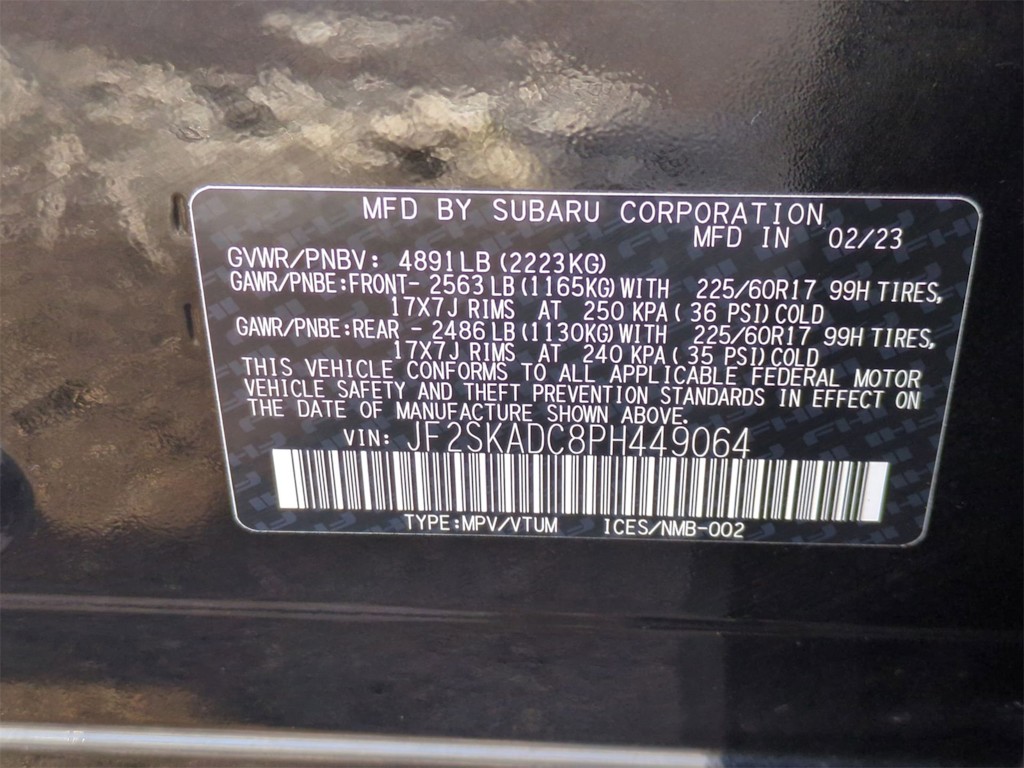 MFD BY SUBARU CORPORATION
MFD IN 02/23
GVWR/PNBV: 4891LB (2223KG)
GAWR/PNBE:FRONT- 2563LB (1165KG) WITH 225/60R17 99H TIRES,
17X7J RIMS AT 250 KPA ( 36 PSI) COLD
GAWR/PNBE:REAR - 2486LB (1130KG) WITH 225/60R17 99H TIRES,
17X7J RIMS AT 240 KPA ( 35 PSI) COLD
THIS VEHICLE CONFORMS TO ALL APPLICABLE FEDERAL MOTOR
VEHICLE SAFETY AND THEFT PREVENTION STANDARDS IN EFFECT ON
THE DATE OF MANUFACTURE SHOWN ABOVE.
VIN: JF2SKADC8PH449064
TYPE:MPV/VTUM ICES/NMB-002